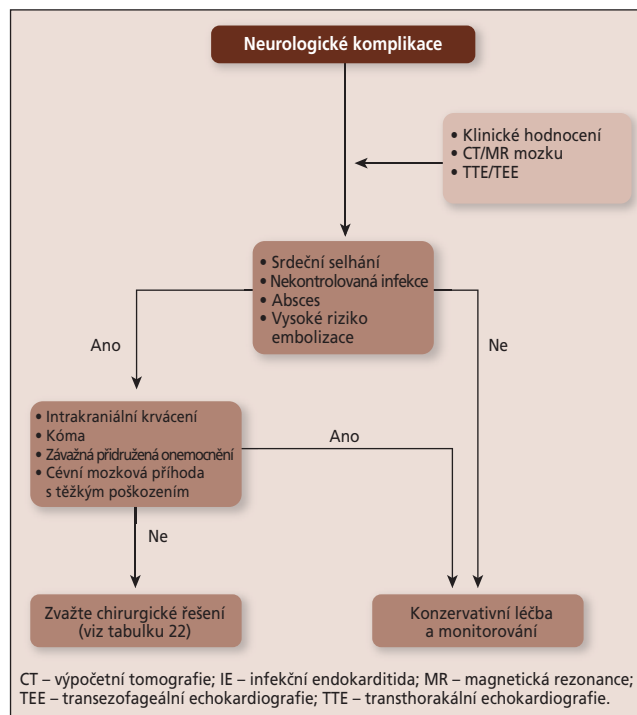 Neurologické komplikace
• Klinické hodnocení
• CT/MR mozku
• TTE/TEE
• Srdeční selhání
• Nekontrolovaná infekce
• Absces
• Vysoké riziko
embolizace
Ano
Ne
• Intrakraniální krvácení
• Kóma
• Závažná přidružená onemocnění
• Cévní mozková příhoda
s těžkým poškozením
Ano
Ne
Zvažte chirurgické řešení
(viz tabulku 22)
Konzervativní léčba
a monitorování
CT – výpočetní tomografie; IE – infekční endokarditida; MR – magnetická rezonance;
TEE – transezofageální echokardiografie; TTE – transthorakální echokardiografie.